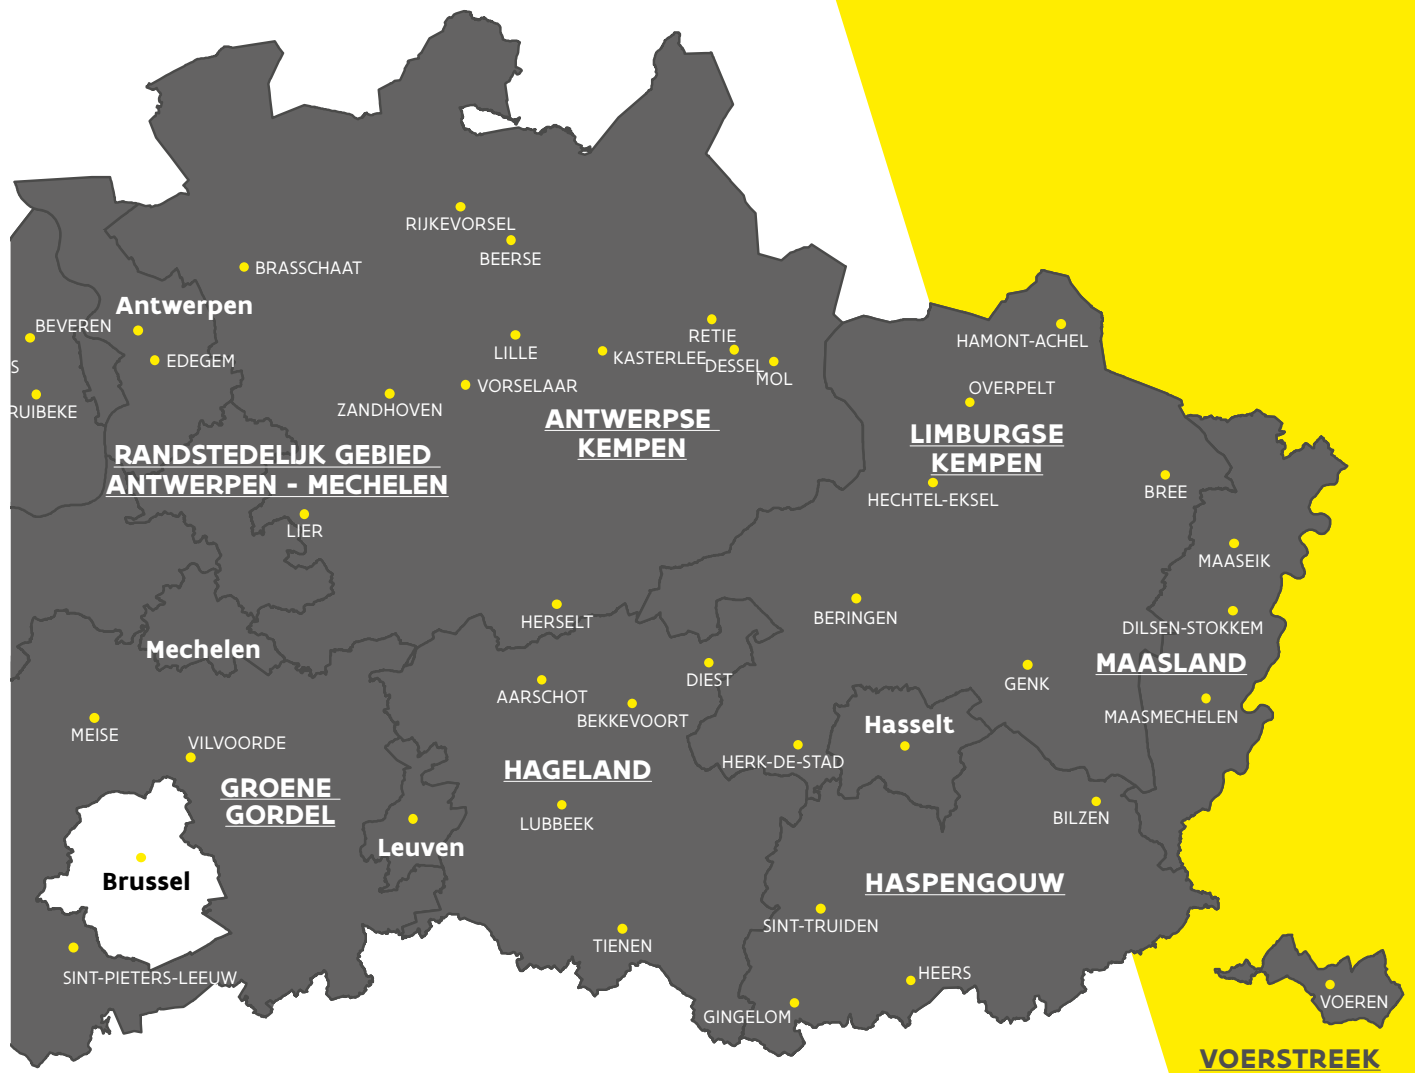 RIJKEVORSEL
BEERSE
BRASSCHAAT
Antwerpen
BEVEREN
EDEGEM
S
RUIBEKE
LILLE
KASTERLEE
RETIE
DESSEL
MOL
VORSELAAR
ZANDHOVEN
HAMONT-ACHEL
OVERPELT
ANTWERPSE
KEMPEN
LIMBURGSE
KEMPEN
RANDSTEDELIJK GEBIED
ANTWERPEN - MECHELEN
HECHTEL-EKSEL
BREE
LIER
MAASEIK
HERSELT
BERINGEN
DILSEN-STOKKEM
Mechelen
MAASLAND
AARSCHOT
DIEST
GENK
BEKKEVOORT
MAASMECHELEN
Hasselt
MEISE
VILVOORDE
HERK-DE-STAD
HAGELAND
GROENE
GORDEL
LUBBEEK
BILZEN
Leuven
Brussel
HASPENGOUW
SINT-TRUIDEN
TIENEN
SINT-PIETERS-LEEUW
HEERS
GINGELOM
VOEREN
VOERSTREEK